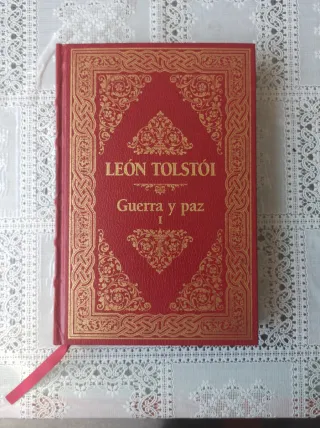 LEÓN TOLSTÓI
Guerra y paz
I